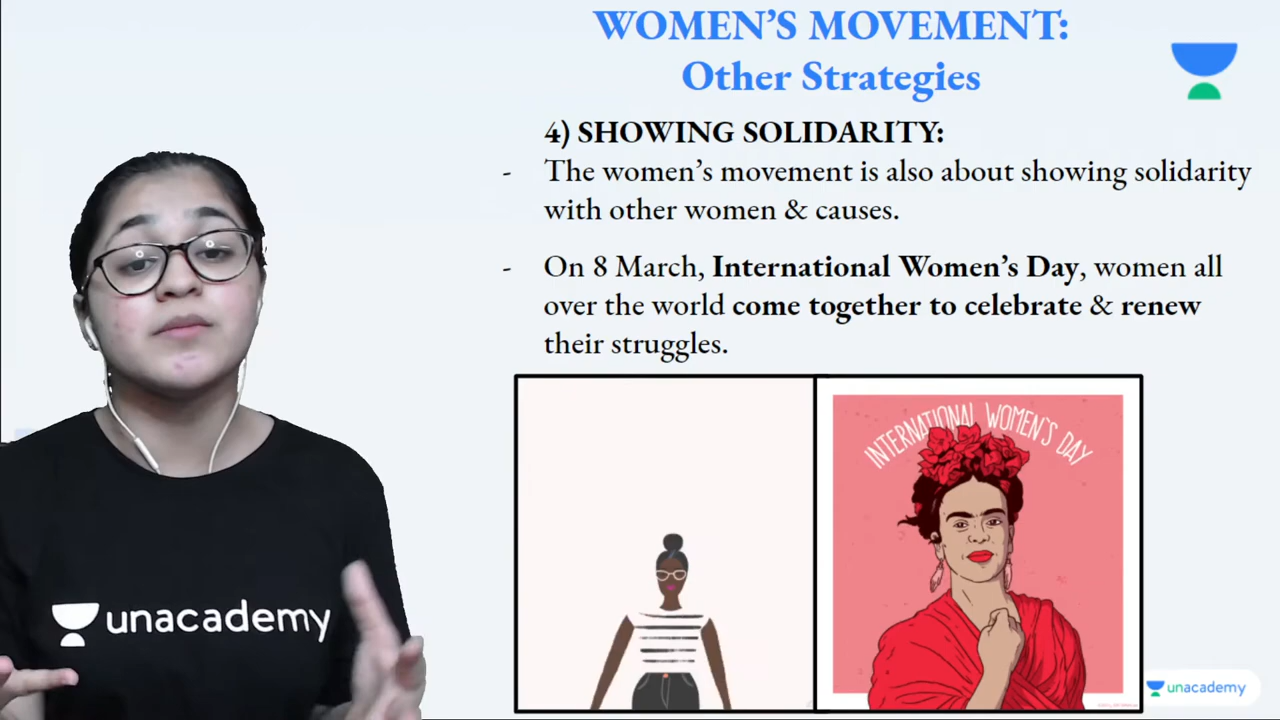 WOMEN’S MOVEMENT:
Other Strategies
4) SHOWING SOLIDARITY:
- The women’s movement is also about showing solidarity
with other women & causes.
- On 8 March, International Women’s Day, women all
over the world come together to celebrate & renew
their struggles.
INTERNATIONAL WOMEN'S DAY
unacademy
unacademy